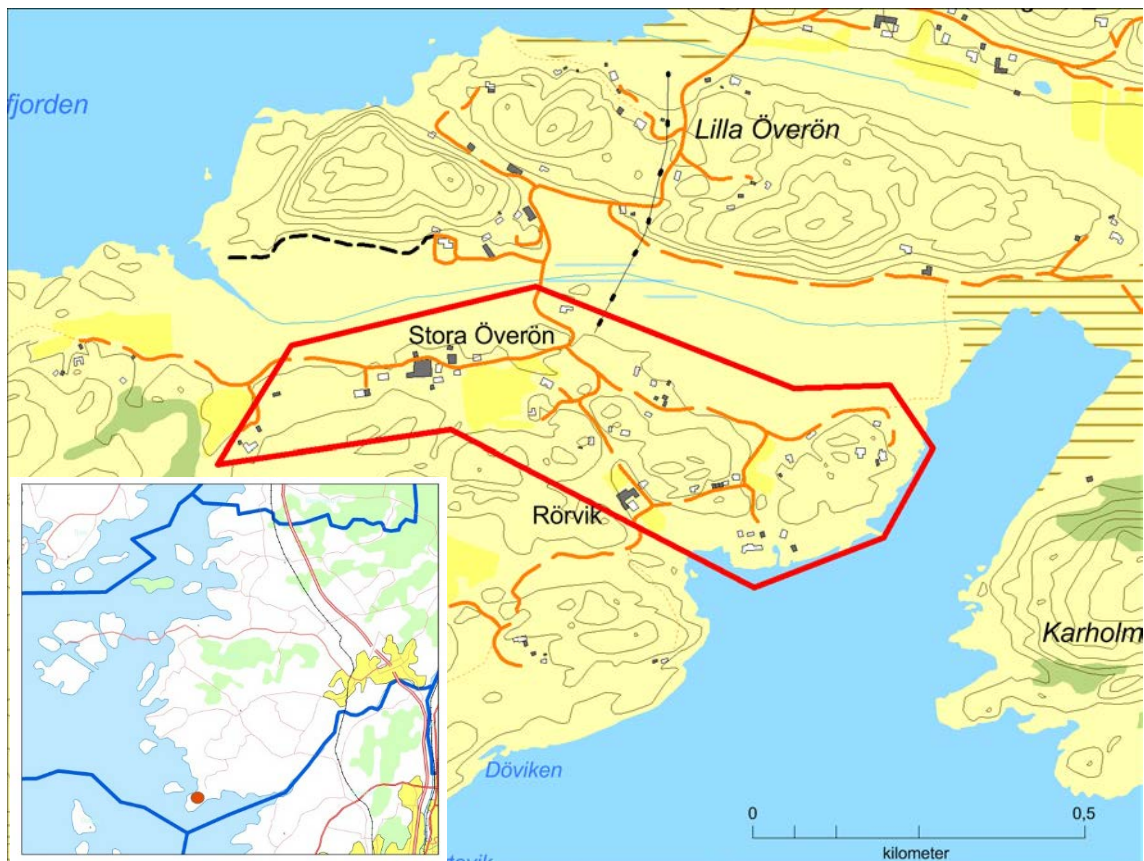 fjorden
Lilla Överön
Stora Överön
Rörvik
Karholm
Döviken
0
0,5
kilometer